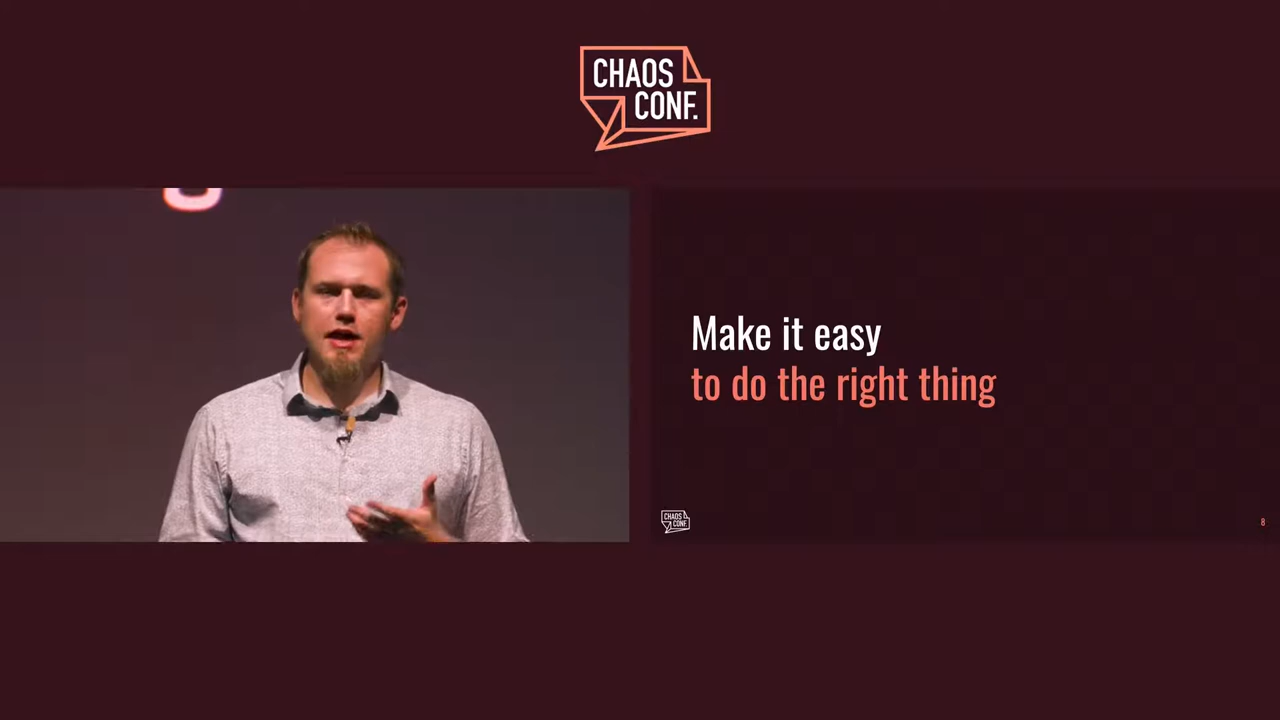 CHAOS
CONF.
Make it easy
to do the right thing
CHAOS
CONF.
8